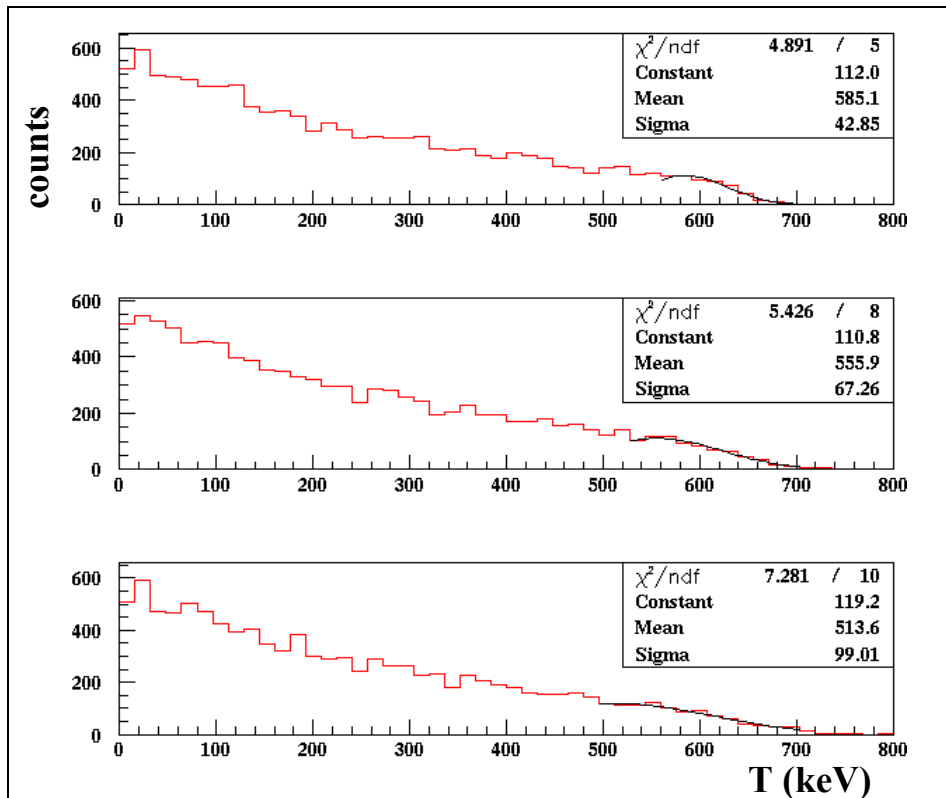 counts
600
400
200
0
0 100 200 300 400 500 600 700 800
χ²/ndf 4.891 / 5
Constant 112.0
Mean 585.1
Sigma 42.85
600
400
200
0
0 100 200 300 400 500 600 700 800
χ²/ndf 5.426 / 8
Constant 110.8
Mean 555.9
Sigma 67.26
600
400
200
0
0 100 200 300 400 500 600 700 800
χ²/ndf 7.281 / 10
Constant 119.2
Mean 513.6
Sigma 99.01
T (keV)